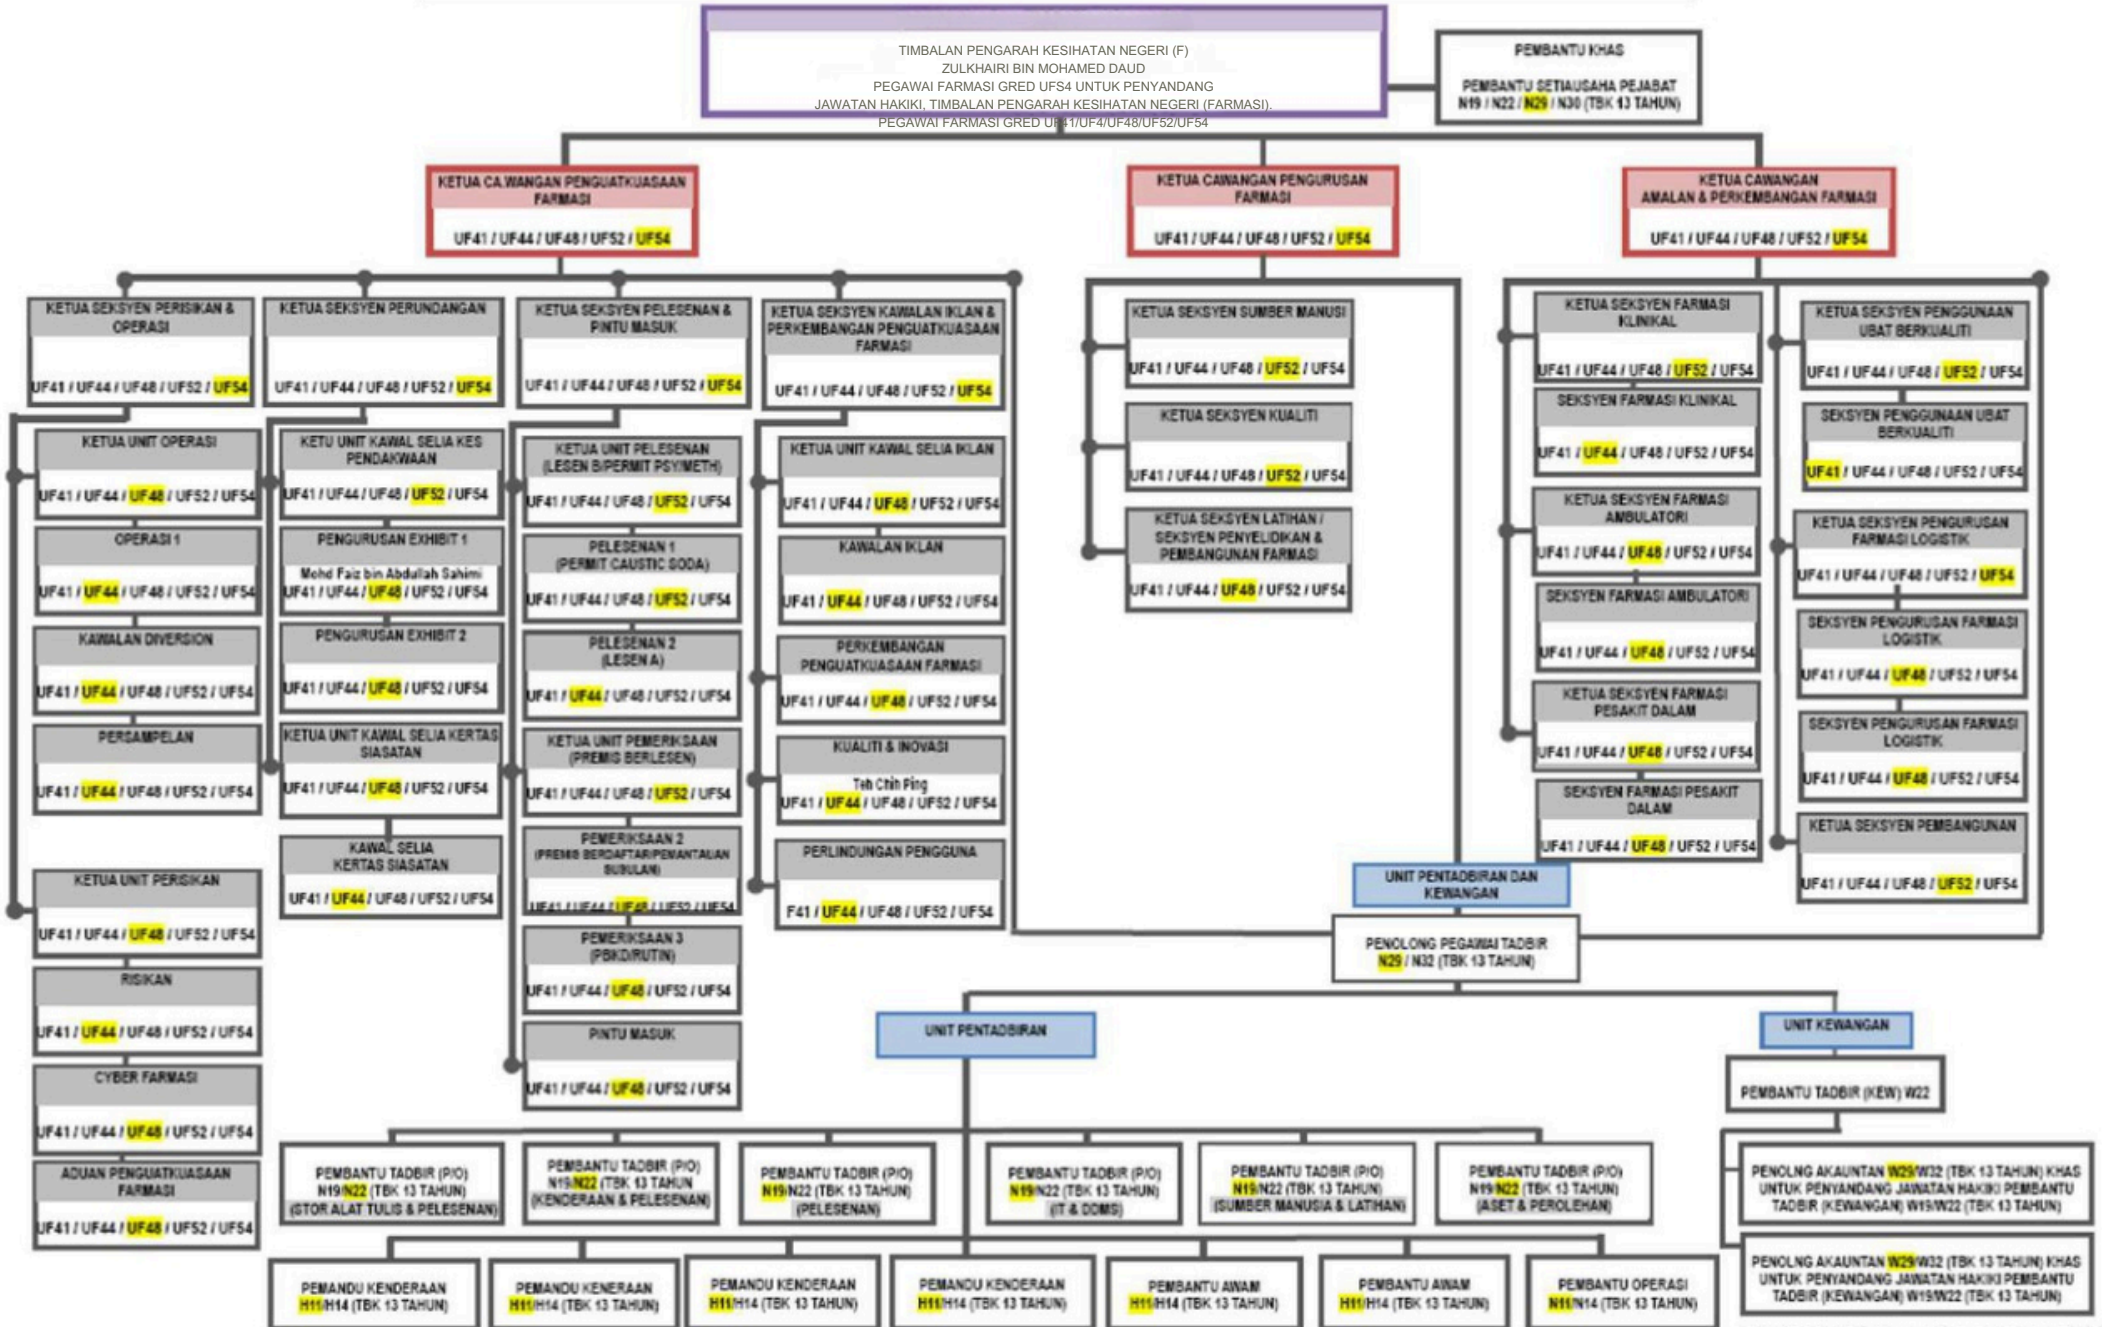 TIMBALAN PENGARAH KESIHATAN NEGERI (F)
ZULKHAIRI BIN MOHAMED DAUD
PEGAWAI FARMASI GRED UFS4 UNTUK PENYANDANG
JAWATAN HAKIKI, TIMBALAN PENGARAH KESIHATAN NEGERI (FARMASI).
PEGAWAI FARMASI GRED UF41/UF4/UF48/UF52/UF54
PEMBANTU KHAS
PEMBANTU SETIAUSAHA PEJABAT
N19 / N22 / N29 / N30 (TBK 13 TAHUN)
KETUA CA.WANGAN PENGUATKUASAAN
FARMASI
UF41 / UF44 / UF48 / UF52 / UF54
KETUA CAWANGAN PENGURUSAN
FARMASI
UF41 / UF44 / UF48 / UF52 / UF54
KETUA CAWANGAN
AMALAN & PERKEMBANGAN FARMASI
UF41 / UF44 / UF48 / UF52 / UF54
KETUA SEKSYEN PERISIKAN &
OPERASI
UF41 / UF44 / UF48 / UF52 / UF54
KETUA UNIT OPERASI
UF41 / UF44 / UF48 / UF52 / UF54
OPERASI 1
UF41 / UF44 / UF48 / UF52 / UF54
KAWALAN DIVERSION
UF41 / UF44 / UF48 / UF52 / UF54
PERSAMPELAN
UF41 / UF44 / UF48 / UF52 / UF54
KETUA UNIT PERISIKAN
UF41 / UF44 / UF48 / UF52 / UF54
RISIKAN
UF41 / UF44 / UF48 / UF52 / UF54
CYBER FARMASI
UF41 / UF44 / UF48 / UF52 / UF54
ADUAN PENGUATKUASAAN
FARMASI
UF41 / UF44 / UF48 / UF52 / UF54
KETUA SEKSYEN PERUNDANGAN
UF41 / UF44 / UF48 / UF52 / UF54
KETU UNIT KAWAL SELIA KES
PENDAKWAAN
UF41 / UF44 / UF48 / UF52 / UF54
PENGURUSAN EXHIBIT 1
Mohd Faiz bin Abdullah Sahimi
UF41 / UF44 / UF48 / UF52 / UF54
PENGURUSAN EXHIBIT 2
UF41 / UF44 / UF48 / UF52 / UF54
KETUA UNIT KAWAL SELIA KERTAS
SIASATAN
UF41 / UF44 / UF48 / UF52 / UF54
KAWAL SELIA
KERTAS SIASATAN
UF41 / UF44 / UF48 / UF52 / UF54
KETUA SEKSYEN PELESENAN &
PINTU MASUK
UF41 / UF44 / UF48 / UF52 / UF54
KETUA UNIT PELESENAN
(LESEN B/PERMIT PSY/METH)
UF41 / UF44 / UF48 / UF52 / UF54
PELESENAN 1
(PERMIT CAUSTIC SODA)
UF41 / UF44 / UF48 / UF52 / UF54
PELESENAN 2
(LESEN A)
UF41 / UF44 / UF48 / UF52 / UF54
KETUA UNIT PEMERIKSAAN
(PREMIS BERLESEN)
UF41 / UF44 / UF48 / UF52 / UF54
PEMERIKSAAN 2
(PREMIS BERDAFTAR/PEMANTAUAN
SUSULAN)
UF41 / UF44 / UF48 / UF52 / UF54
PEMERIKSAAN 3
(PBKD/RUTIN)
UF41 / UF44 / UF48 / UF52 / UF54
PINTU MASUK
UF41 / UF44 / UF48 / UF52 / UF54
KETUA SEKSYEN KAWALAN IKLAN &
PERKEMBANGAN PENGUATKUASAAN
FARMASI
UF41 / UF44 / UF48 / UF52 / UF54
KETUA UNIT KAWAL SELIA IKLAN
UF41 / UF44 / UF48 / UF52 / UF54
KAWALAN IKLAN
UF41 / UF44 / UF48 / UF52 / UF54
PERKEMBANGAN
PENGUATKUASAAN FARMASI
UF41 / UF44 / UF48 / UF52 / UF54
KUALITI & INOVASI
Teh Chih Ping
UF41 / UF44 / UF48 / UF52 / UF54
PERLINDUNGAN PENGGUNA
F41 / UF44 / UF48 / UF52 / UF54
KETUA SEKSYEN SUMBER MANUSI
UF41 / UF44 / UF48 / UF52 / UF54
KETUA SEKSYEN KUALITI
UF41 / UF44 / UF48 / UF52 / UF54
KETUA SEKSYEN LATIHAN /
SEKSYEN PENYELIDIKAN &
PEMBANGUNAN FARMASI
UF41 / UF44 / UF48 / UF52 / UF54
KETUA SEKSYEN FARMASI
KLINIKAL
UF41 / UF44 / UF48 / UF52 / UF54
SEKSYEN FARMASI KLINIKAL
UF41 / UF44 / UF48 / UF52 / UF54
KETUA SEKSYEN FARMASI
AMBULATORI
UF41 / UF44 / UF48 / UF52 / UF54
SEKSYEN FARMASI AMBULATORI
UF41 / UF44 / UF48 / UF52 / UF54
KETUA SEKSYEN FARMASI
PESAKIT DALAM
UF41 / UF44 / UF48 / UF52 / UF54
SEKSYEN FARMASI PESAKIT
DALAM
UF41 / UF44 / UF48 / UF52 / UF54
KETUA SEKSYEN PENGGUNAAN
UBAT BERKUALITI
UF41 / UF44 / UF48 / UF52 / UF54
SEKSYEN PENGGUNAAN UBAT
BERKUALITI
UF41 / UF44 / UF48 / UF52 / UF54
KETUA SEKSYEN PENGURUSAN
FARMASI LOGISTIK
UF41 / UF44 / UF48 / UF52 / UF54
SEKSYEN PENGURUSAN FARMASI
LOGISTIK
UF41 / UF44 / UF48 / UF52 / UF54
SEKSYEN PENGURUSAN FARMASI
LOGISTIK
UF41 / UF44 / UF48 / UF52 / UF54
KETUA SEKSYEN PEMBANGUNAN
UF41 / UF44 / UF48 / UF52 / UF54
UNIT PENTADBIRAN DAN
KEWANGAN
PENOLONG PEGAWAI TADBIR
N29 / N32 (TBK 13 TAHUN)
UNIT PENTADBIRAN
UNIT KEWANGAN
PEMBANTU TADBIR (KEW) W22
PENOLNG AKAUNTAN W29/W32 (TBK 13 TAHUN) KHAS
UNTUK PENYANDANG JAWATAN HAKIKI PEMBANTU
TADBIR (KEWANGAN) W19/W22 (TBK 13 TAHUN)
PENOLNG AKAUNTAN W29/W32 (TBK 13 TAHUN) KHAS
UNTUK PENYANDANG JAWATAN HAKIKI PEMBANTU
TADBIR (KEWANGAN) W19/W22 (TBK 13 TAHUN)
PEMBANTU TADBIR (P/O)
N19/N22 (TBK 13 TAHUN)
(STOR ALAT TULIS & PELESENAN)
PEMBANTU TADBIR (P/O)
N19/N22 (TBK 13 TAHUN
(KENDERAAN & PELESENAN)
PEMBANTU TADBIR (P/O)
N19/N22 (TBK 13 TAHUN)
(PELESENAN)
PEMBANTU TADBIR (P/O)
N19/N22 (TBK 13 TAHUN)
(IT & DDMS)
PEMBANTU TADBIR (P/O)
N19/N22 (TBK 13 TAHUN)
(SUMBER MANUSIA & LATIHAN)
PEMBANTU TADBIR (P/O)
N19/N22 (TBK 13 TAHUN)
(ASET & PEROLEHAN)
PEMANDU KENDERAAN
H11/H14 (TBK 13 TAHUN)
PEMANDU KENERAAN
H11/H14 (TBK 13 TAHUN)
PEMANDU KENDERAAN
H11/H14 (TBK 13 TAHUN)
PEMANDU KENDERAAN
H11/H14 (TBK 13 TAHUN)
PEMBANTU AWAM
H11/H14 (TBK 13 TAHUN)
PEMBANTU AWAM
H11/H14 (TBK 13 TAHUN)
PEMBANTU OPERASI
N11/N14 (TBK 13 TAHUN)